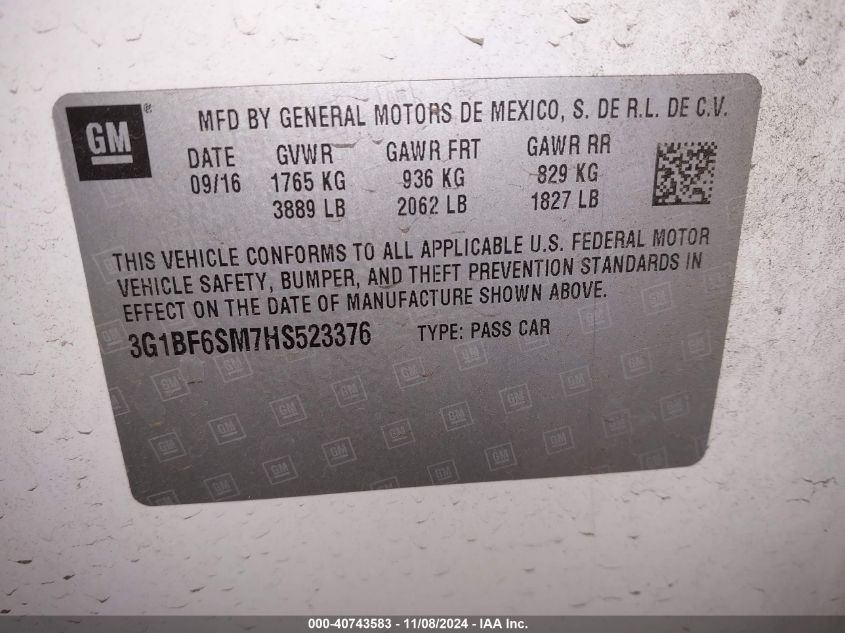 GM® MFD BY GENERAL MOTORS DE MEXICO, S. DE R.L. DE C.V.
DATE GVWR GAWR FRT GAWR RR
09/16 1765 KG 936 KG 829 KG
3889 LB 2062 LB 1827 LB
THIS VEHICLE CONFORMS TO ALL APPLICABLE U.S. FEDERAL MOTOR
VEHICLE SAFETY, BUMPER, AND THEFT PREVENTION STANDARDS IN
EFFECT ON THE DATE OF MANUFACTURE SHOWN ABOVE.
3G1BF6SM7HS523376 TYPE: PASS CAR
000-40743583 - 11/08/2024 - IAA Inc.